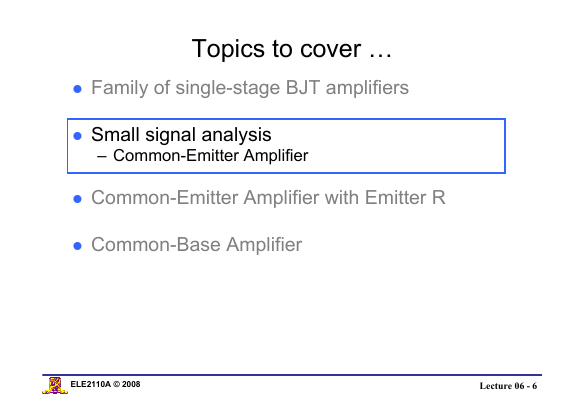 Topics to cover …
● Family of single-stage BJT amplifiers
● Small signal analysis
– Common-Emitter Amplifier
● Common-Emitter Amplifier with Emitter R
● Common-Base Amplifier
ELE2110A © 2008
Lecture 06 - 6